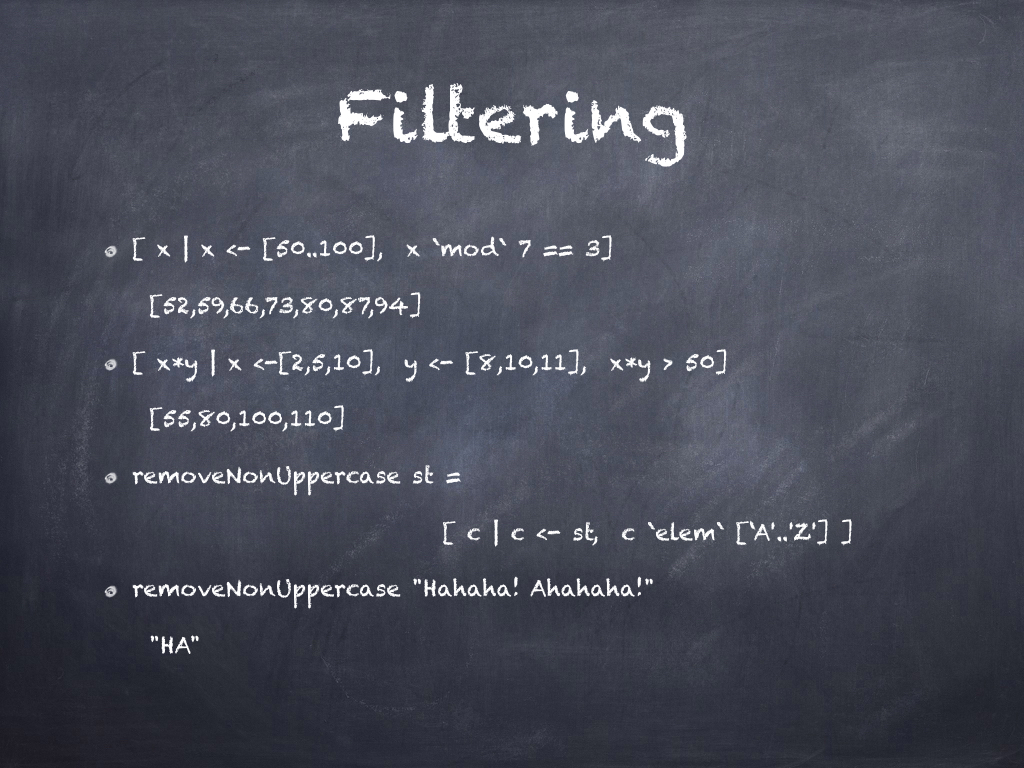 Filtering
[ x | x <- [50..100], x `mod` 7 == 3]
[52,59,66,73,80,87,94]
[ x*y | x <-[2,5,10], y <- [8,10,11], x*y > 50]
[55,80,100,110]
removeNonUppercase st =
[ c | c <- st, c `elem` ['A'..'Z'] ]
removeNonUppercase "Hahaha! Ahahaha!"
"HA"